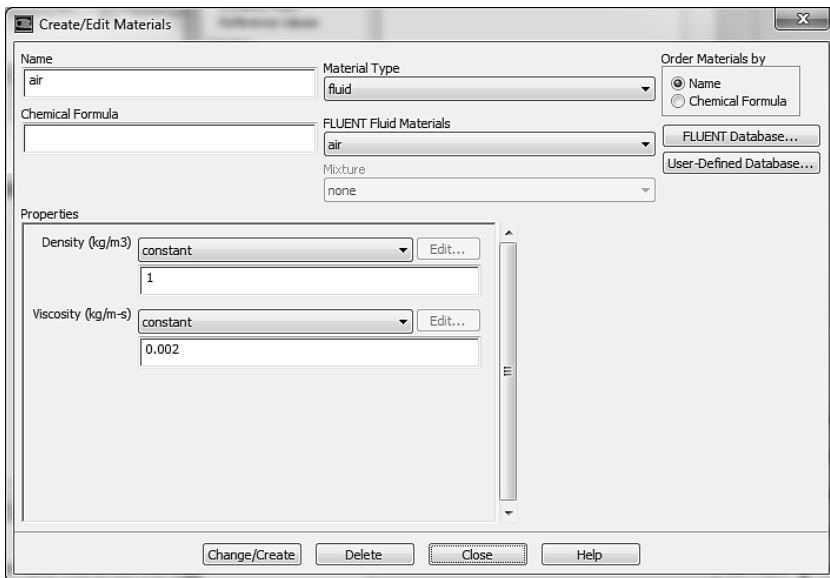 Create/Edit Materials
Name
air
Chemical Formula
Material Type
fluid
FLUENT Fluid Materials
air
Mixture
none
Order Materials by
Name
Chemical Formula
FLUENT Database...
User-Defined Database...
Properties
Density (kg/m3)
constant
Edit...
1
Viscosity (kg/m-s)
constant
Edit...
0.002
Change/Create
Delete
Close
Help